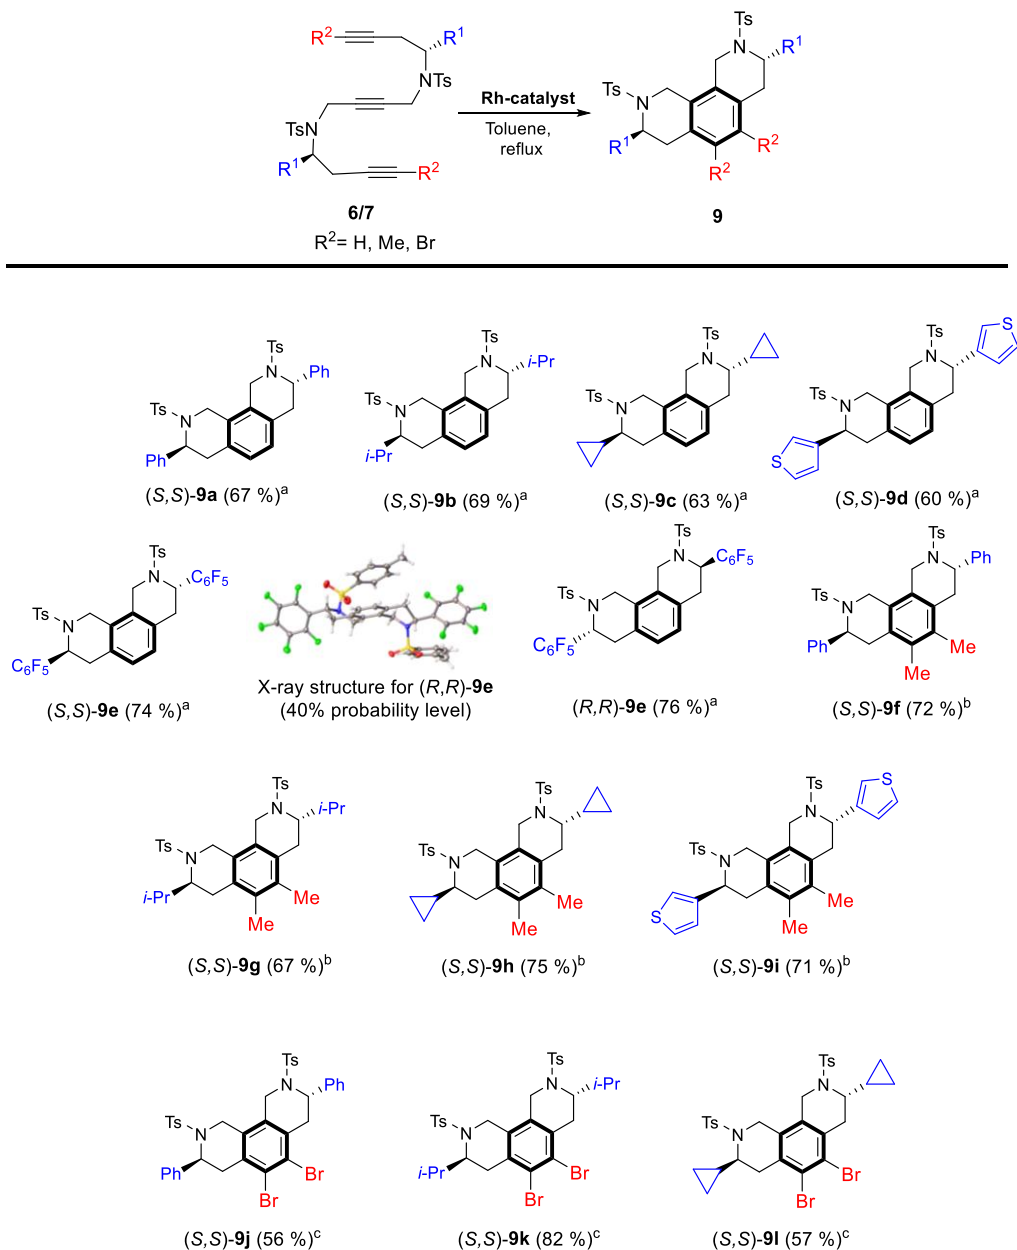 R² R¹
N
Ts
Ts N
R¹
R²
6/7
R²= H, Me, Br
Rh-catalyst
Toluene,
reflux
Ts
N R¹
Ts N
R¹ R²
R²
9
Ts
N Ph
Ts N
Ph
(S,S)-9a (67 %)ᵃ
Ts
N i-Pr
Ts N
i-Pr
(S,S)-9b (69 %)ᵃ
Ts
N
Ts N
(S,S)-9c (63 %)ᵃ
Ts S
N
Ts N
S
(S,S)-9d (60 %)ᵃ
Ts
N C₆F₅
Ts N
C₆F₅
(S,S)-9e (74 %)ᵃ
X-ray structure for (R,R)-9e
(40% probability level)
Ts
N C₆F₅
Ts N
C₆F₅
(R,R)-9e (76 %)ᵃ
Ts
N Ph
Ts N
Ph Me
Me
(S,S)-9f (72 %)ᵇ
Ts
N i-Pr
Ts N
i-Pr Me
Me
(S,S)-9g (67 %)ᵇ
Ts
N
Ts N
Me
Me
(S,S)-9h (75 %)ᵇ
Ts S
N
Ts N
S Me
Me
(S,S)-9i (71 %)ᵇ
Ts
N Ph
Ts N
Ph Br
Br
(S,S)-9j (56 %)ᶜ
Ts
N i-Pr
Ts N
i-Pr Br
Br
(S,S)-9k (82 %)ᶜ
Ts
N
Ts N
Br
Br
(S,S)-9l (57 %)ᶜ